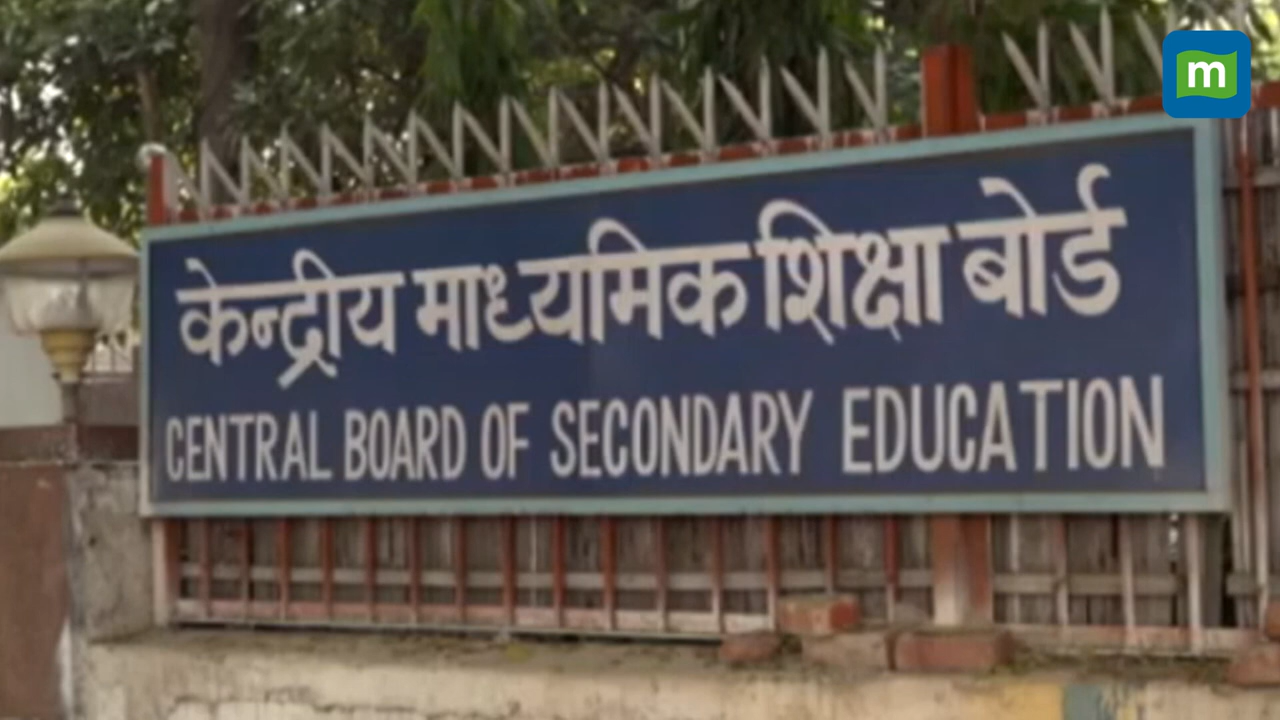 केन्द्रीय माध्यमिक शिक्षा बोर्ड
CENTRAL BOARD OF SECONDARY EDUCATION
m